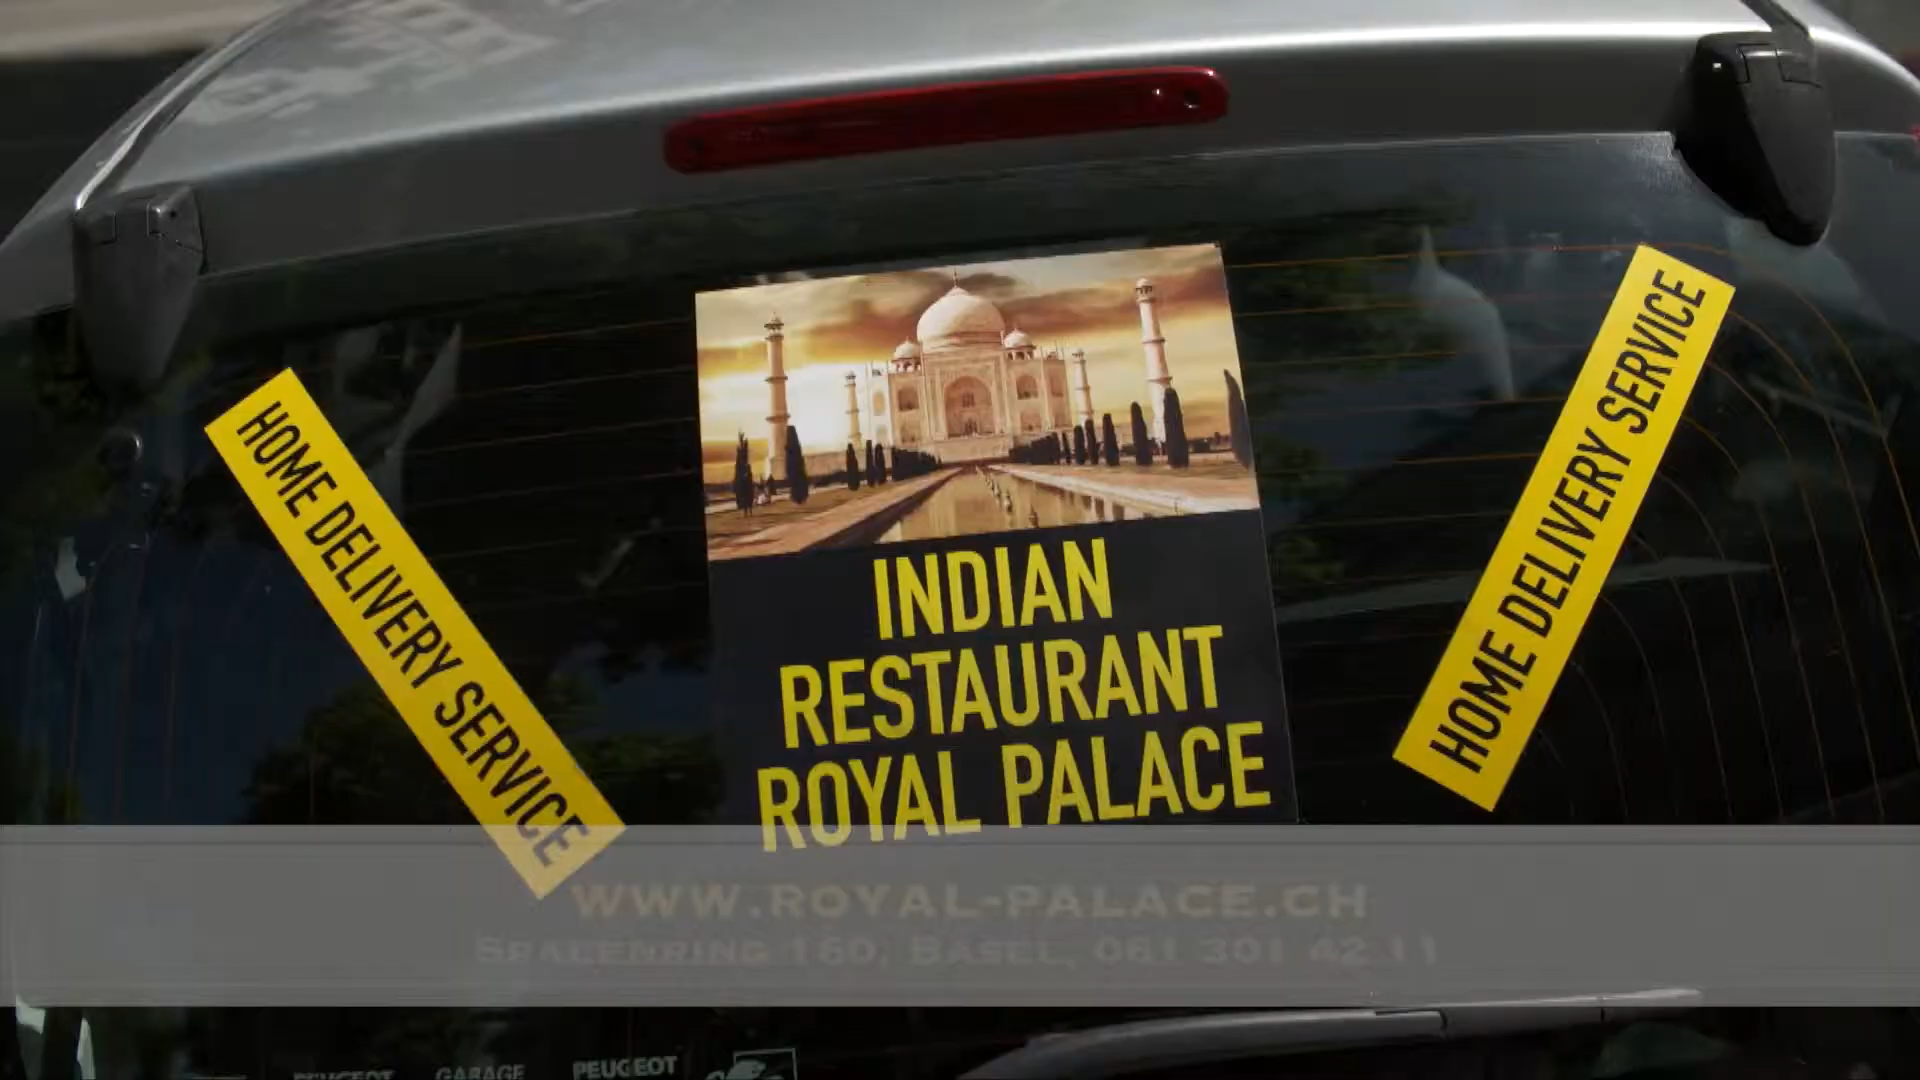 HOME DELIVERY SERVICE
INDIAN
RESTAURANT
ROYAL PALACE
HOME DELIVERY SERVICE
WWW.ROYAL-PALACE.CH
SPALENRING 160, BASEL, 061 301 42 11
PEUGEOT GARAGE PEUGEOT